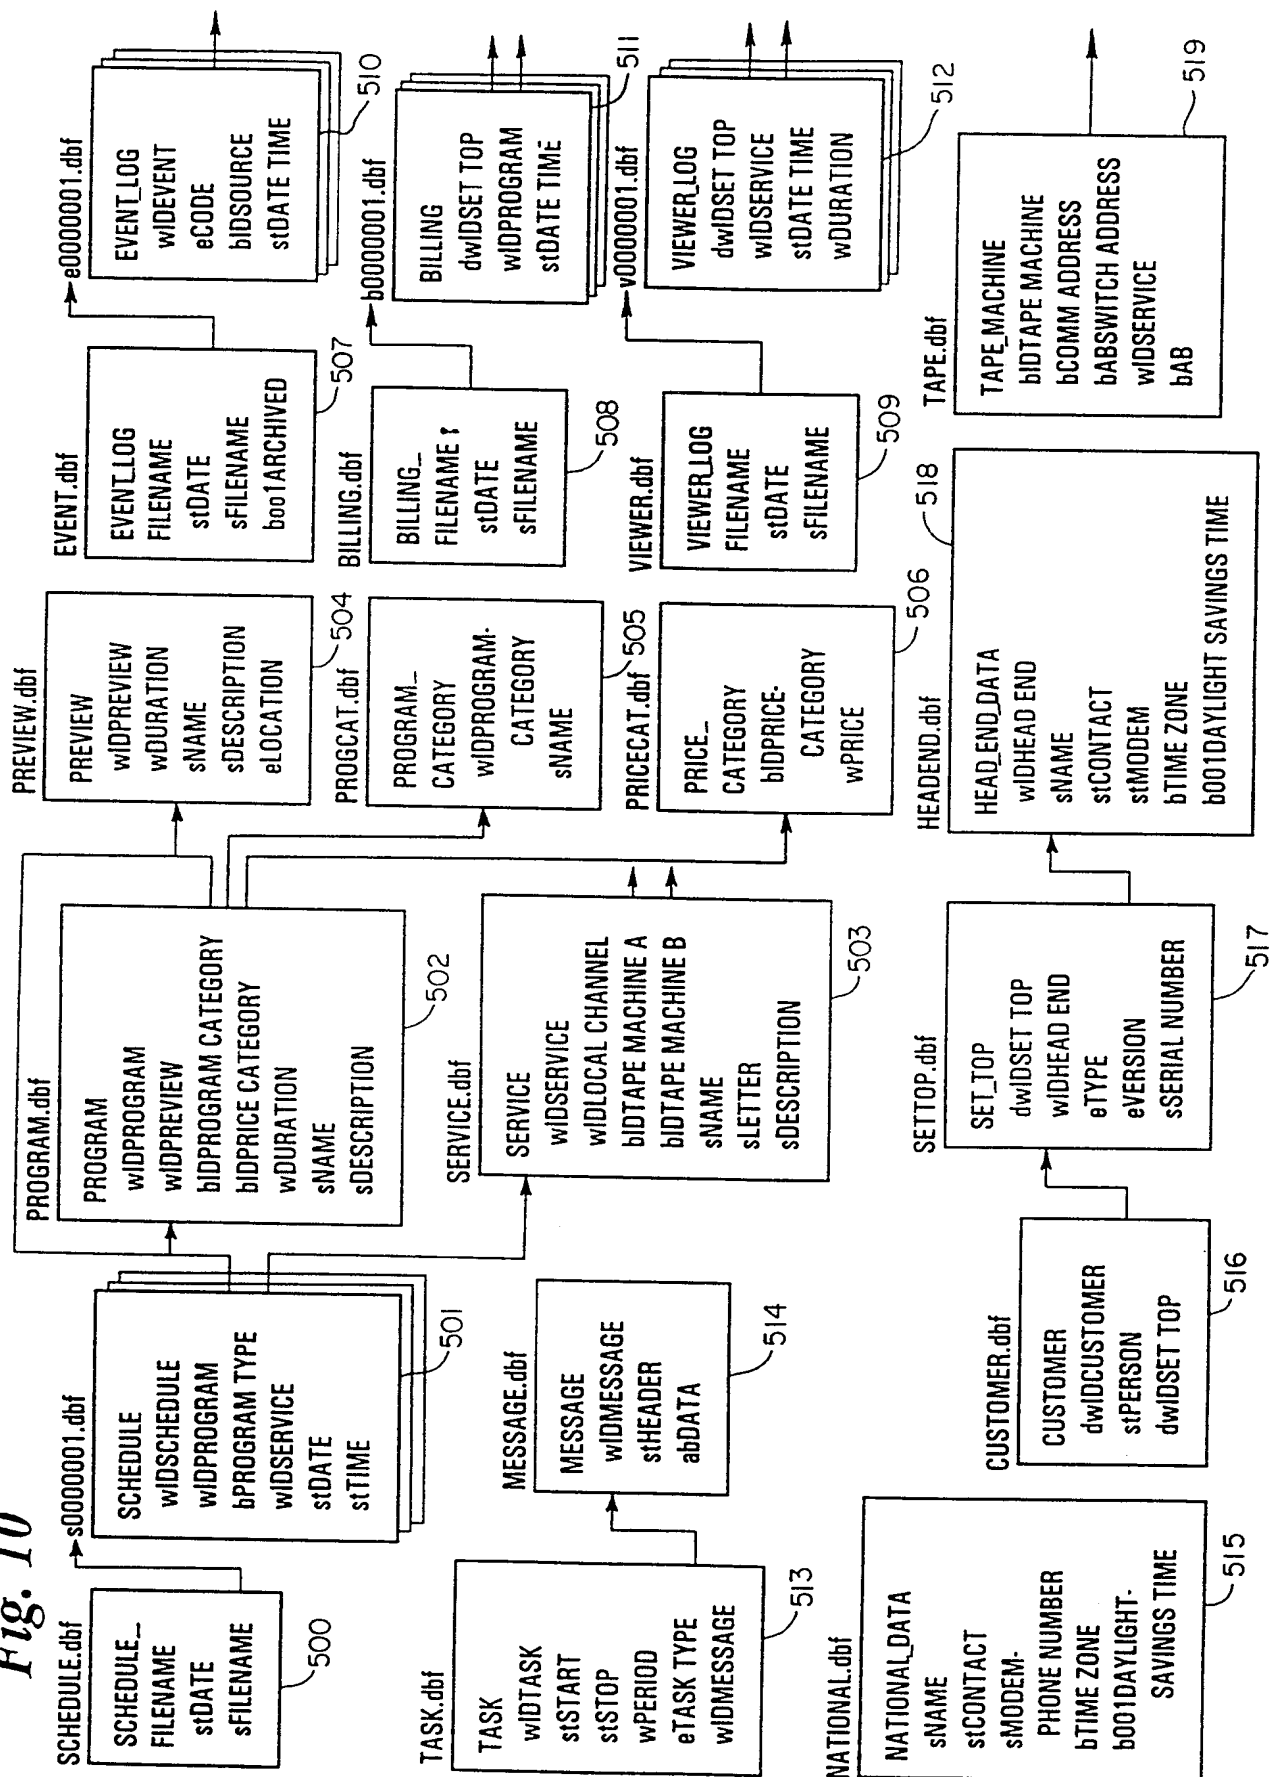 Fig. 10
SCHEDULE.dbf
SCHEDULE_
FILENAME
stDATE
sFILENAME
500
s0000001.dbf
SCHEDULE
wIDSCHEDULE
wIDPROGRAM
bPROGRAM TYPE
wIDSERVICE
stDATE
stTIME
501
PROGRAM.dbf
PROGRAM
wIDPROGRAM
wIDPREVIEW
bIDPROGRAM CATEGORY
bIDPRICE CATEGORY
wDURATION
sNAME
sDESCRIPTION
502
SERVICE.dbf
SERVICE
wIDSERVICE
wIDLOCAL CHANNEL
bIDTAPE MACHINE A
bIDTAPE MACHINE B
sNAME
sLETTER
sDESCRIPTION
503
PREVIEW.dbf
PREVIEW
wIDPREVIEW
wDURATION
sNAME
sDESCRIPTION
eLOCATION
504
PROGCAT.dbf
PROGRAM_
CATEGORY
wIDPROGRAM-
CATEGORY
sNAME
505
PRICECAT.dbf
PRICE_
CATEGORY
bIDPRICE-
CATEGORY
wPRICE
506
EVENT.dbf
EVENT_LOG
FILENAME
stDATE
sFILENAME
boo1ARCHIVED
507
BILLING.dbf
BILLING_
FILENAME
stDATE
sFILENAME
508
VIEWER.dbf
VIEWER_LOG
FILENAME
stDATE
sFILENAME
509
e0000001.dbf
EVENT_LOG
wIDEVENT
eCODE
bIDSOURCE
stDATE TIME
510
b0000001.dbf
BILLING
dwIDSET TOP
wIDPROGRAM
stDATE TIME
511
v0000001.dbf
VIEWER_LOG
dwIDSET TOP
wIDSERVICE
stDATE TIME
wDURATION
512
TASK.dbf
TASK
wIDTASK
stSTART
stSTOP
wPERIOD
eTASK TYPE
wIDMESSAGE
513
MESSAGE.dbf
MESSAGE
wIDMESSAGE
stHEADER
abDATA
514
NATIONAL.dbf
NATIONAL_DATA
sNAME
stCONTACT
sMODEM-
PHONE NUMBER
bTIME ZONE
b001DAYLIGHT-
SAVINGS TIME
515
CUSTOMER.dbf
CUSTOMER
dwIDCUSTOMER
stPERSON
dwIDSET TOP
516
SETTOP.dbf
SET_TOP
dwIDSET TOP
wIDHEAD END
eTYPE
eVERSION
sSERIAL NUMBER
517
HEADEND.dbf
HEAD_END_DATA
wIDHEAD END
sNAME
stCONTACT
stMODEM
bTIME ZONE
b001DAYLIGHT SAVINGS TIME
518
TAPE.dbf
TAPE_MACHINE
bIDTAPE MACHINE
bCOMM ADDRESS
bABSWITCH ADDRESS
wIDSERVICE
bAB
519